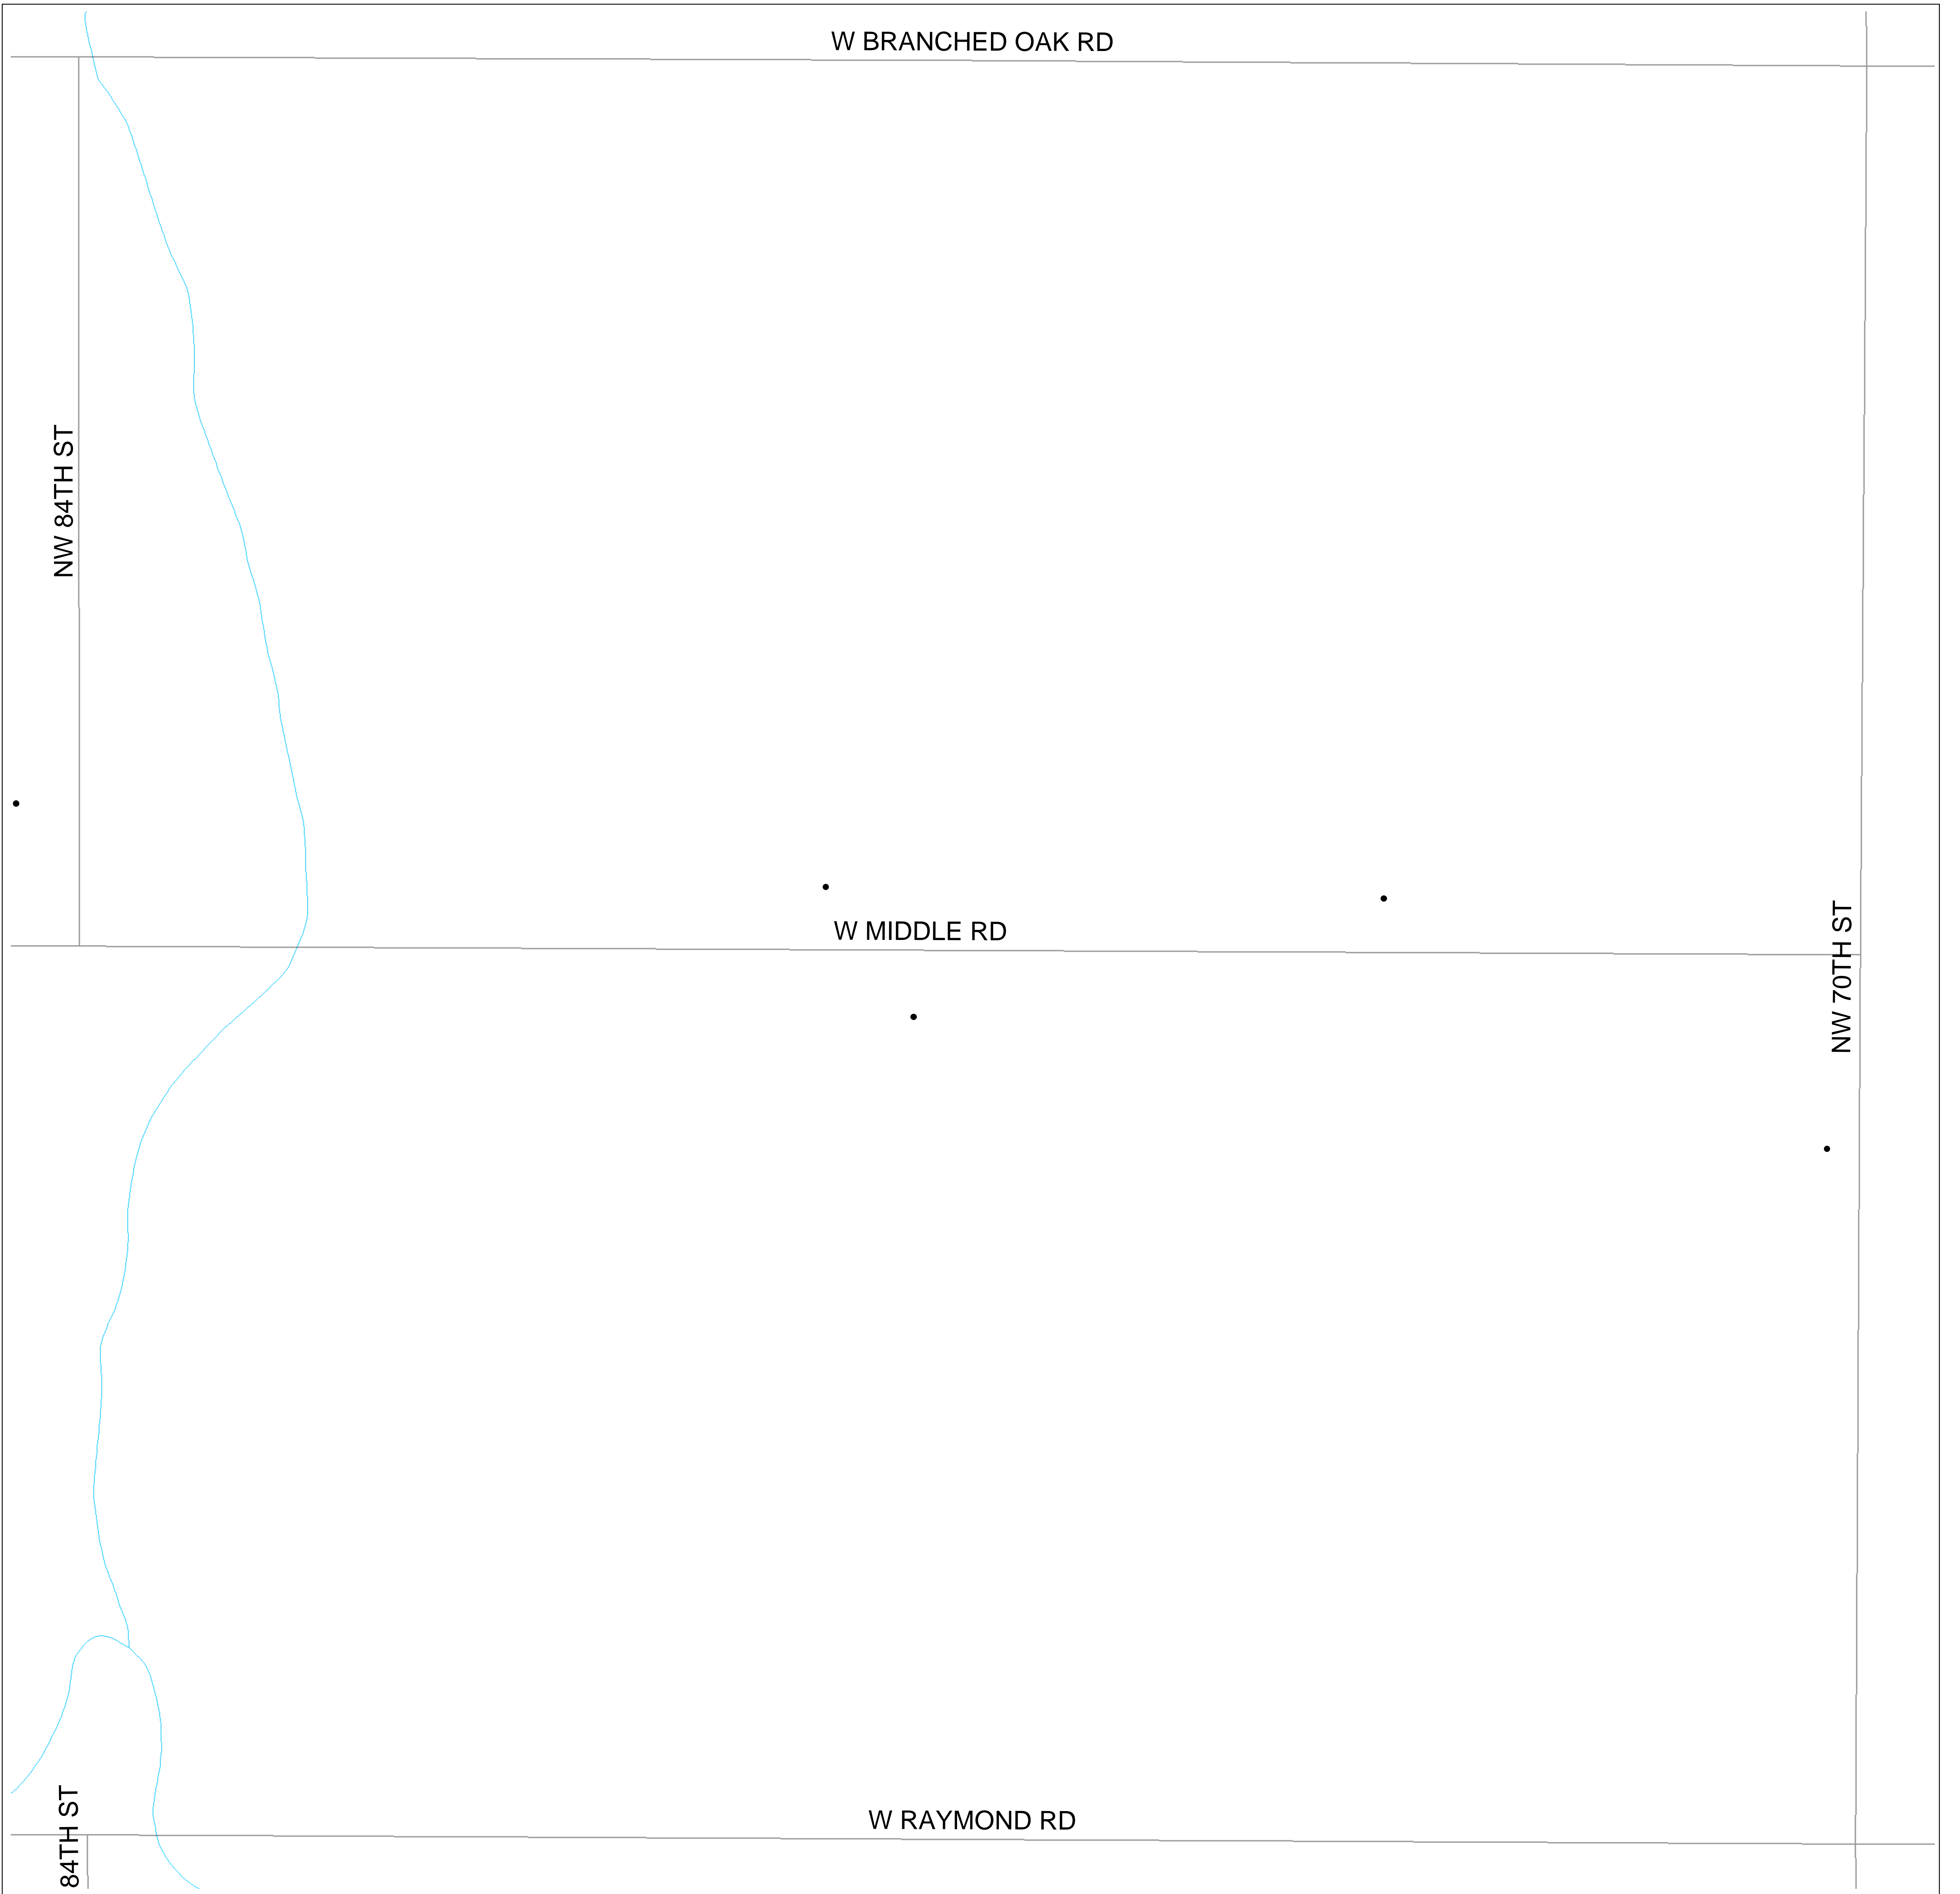 W BRANCHED OAK RD
NW 84TH ST
W MIDDLE RD
NW 70TH ST
84TH ST
W RAYMOND RD